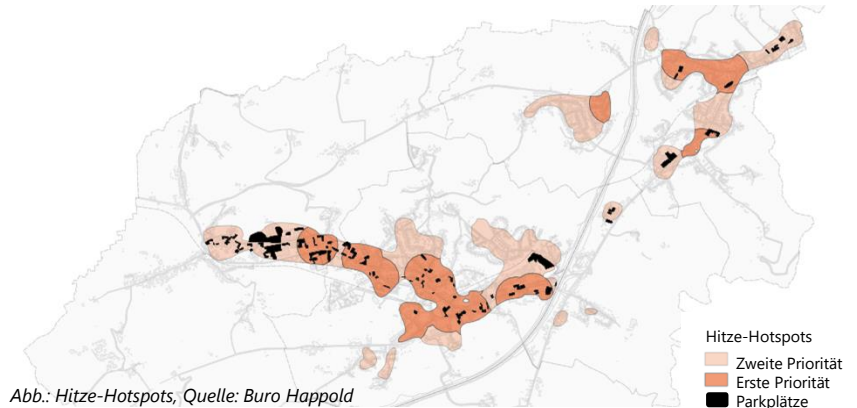 Hitze-Hotspots
Zweite Priorität
Erste Priorität
Parkplätze
Abb.: Hitze-Hotspots, Quelle: Buro Happold